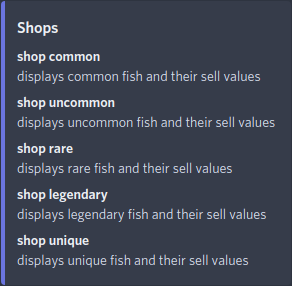 Shops
shop common
displays common fish and their sell values
shop uncommon
displays uncommon fish and their sell values
shop rare
displays rare fish and their sell values
shop legendary
displays legendary fish and their sell values
shop unique
displays unique fish and their sell values